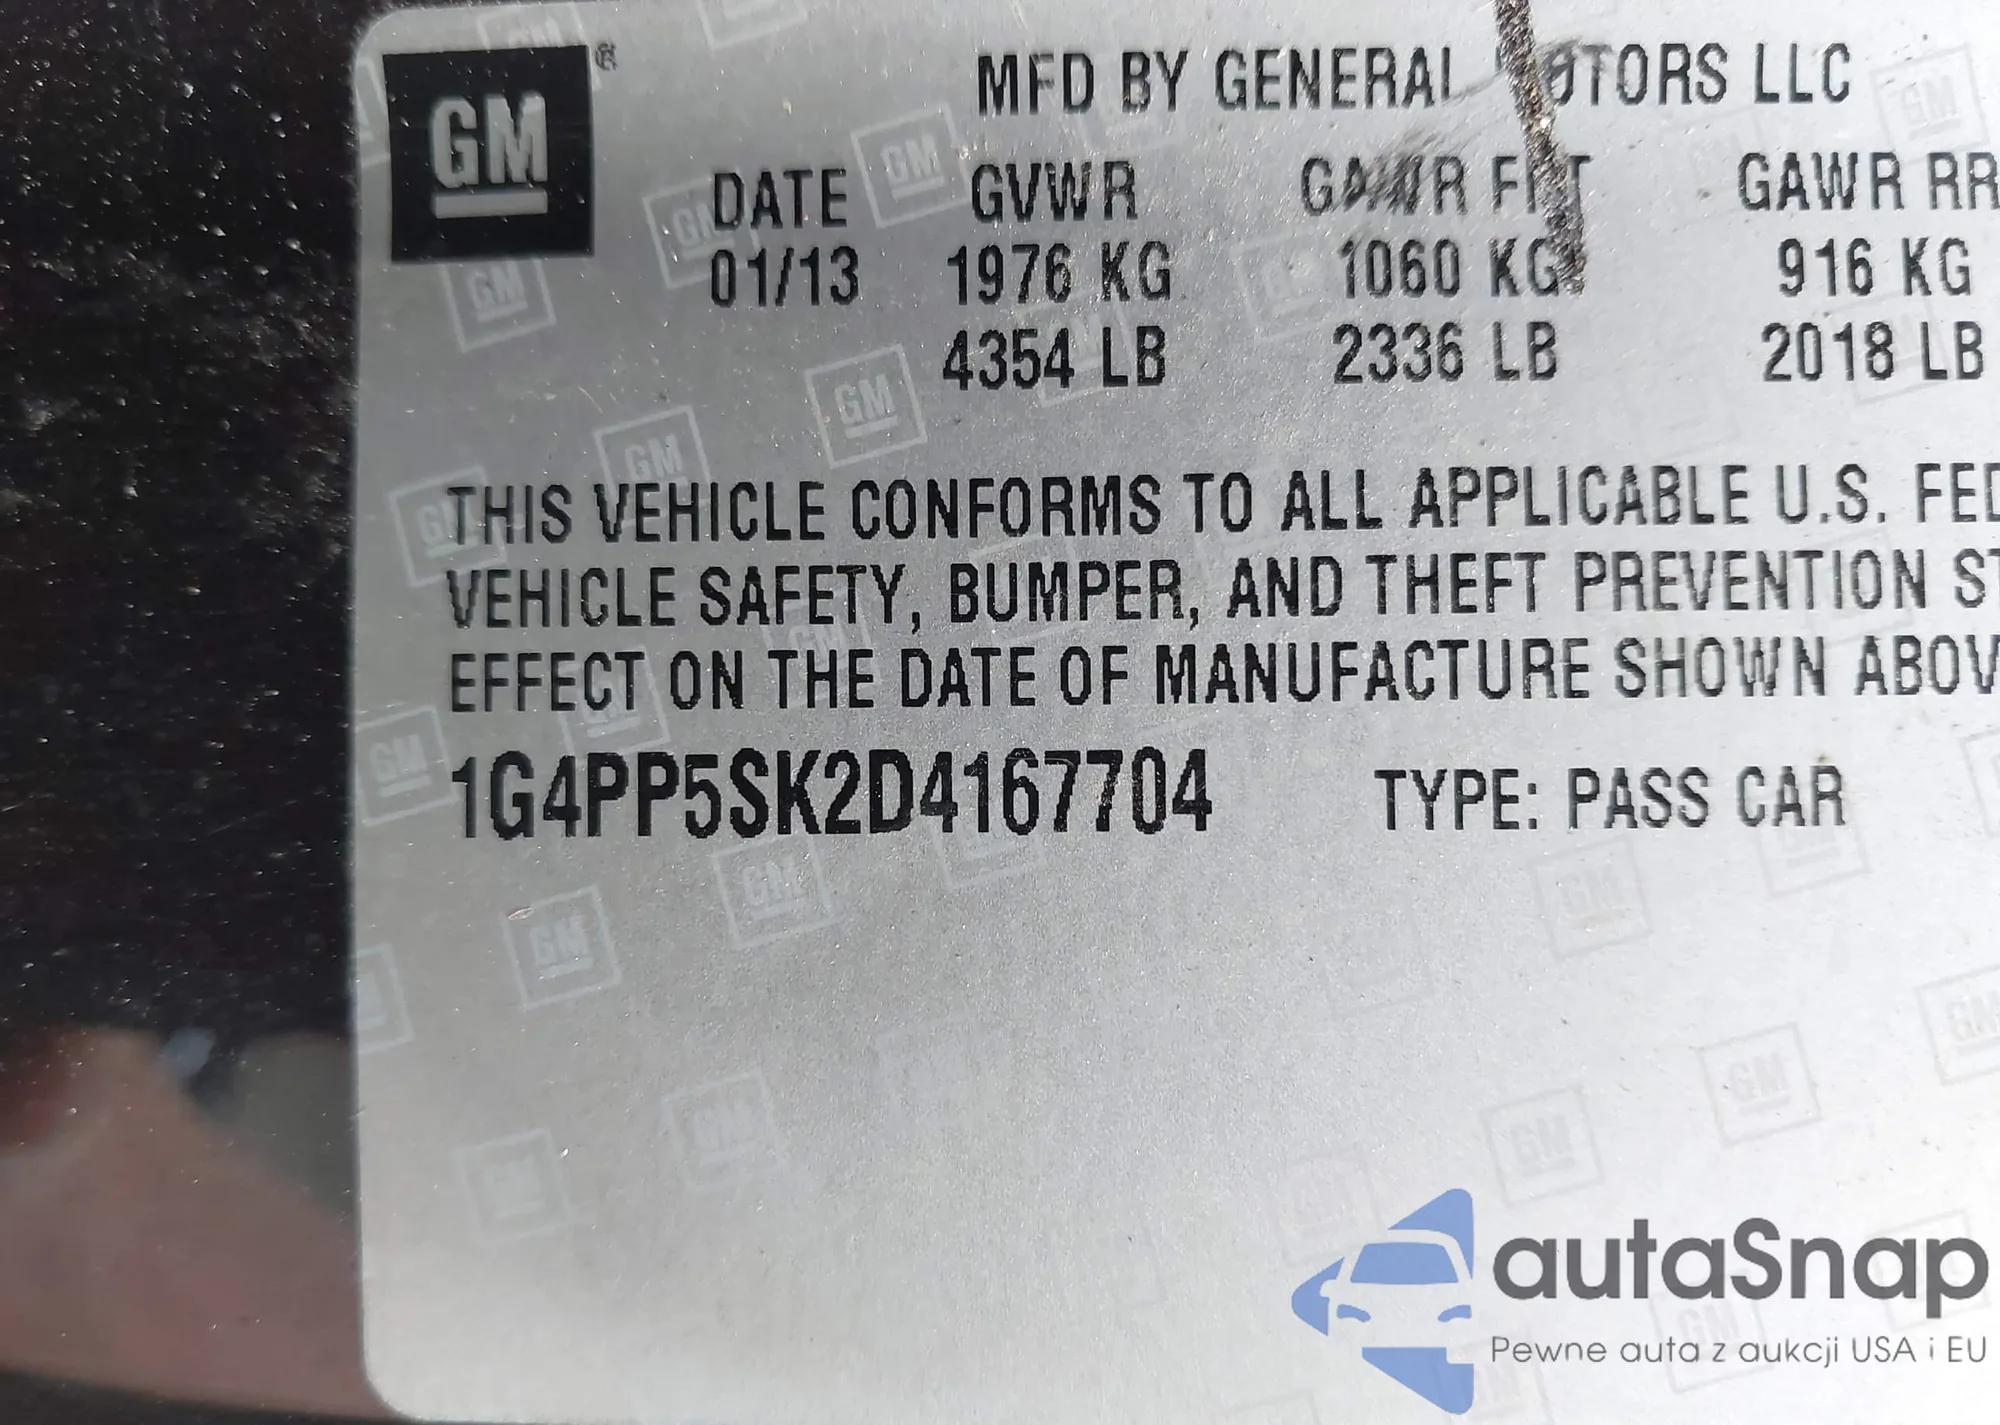 GM
MFD BY GENERAL MOTORS LLC
DATE GVWR GAWR FRT GAWR RR
01/13 1976 KG 1060 KG 916 KG
4354 LB 2336 LB 2018 LB
THIS VEHICLE CONFORMS TO ALL APPLICABLE U.S. FED
VEHICLE SAFETY, BUMPER, AND THEFT PREVENTION ST
EFFECT ON THE DATE OF MANUFACTURE SHOWN ABOV
1G4PP5SK2D4167704 TYPE: PASS CAR
autaSnap
Pewne auta z aukcji USA i EU